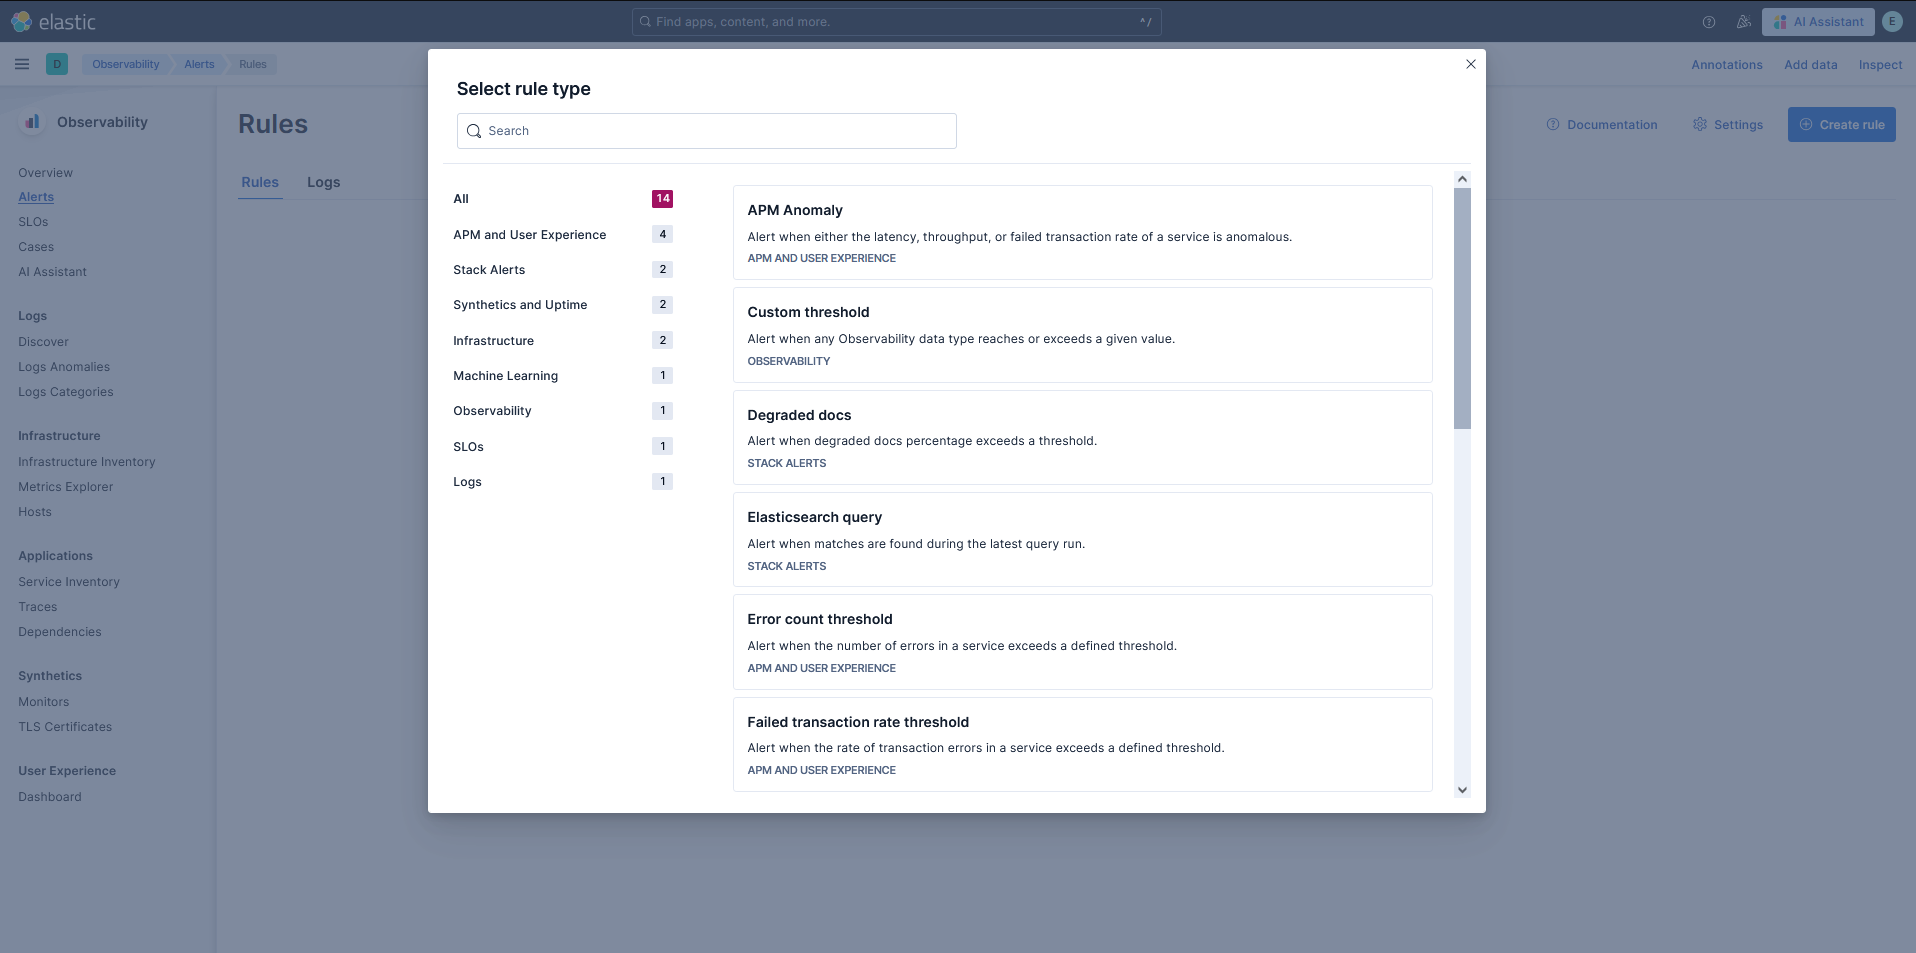 elastic
Find apps, content, and more.
^/
AI Assistant
E
D
Observability
Alerts
Rules
Annotations
Add data
Inspect
Observability
Overview
Alerts
SLOs
Cases
AI Assistant
Logs
Discover
Logs Anomalies
Logs Categories
Infrastructure
Infrastructure Inventory
Metrics Explorer
Hosts
Applications
Service Inventory
Traces
Dependencies
Synthetics
Monitors
TLS Certificates
User Experience
Dashboard
Rules
Documentation
Settings
Create rule
Rules
Logs
Select rule type
Search
All 14
APM and User Experience 4
Stack Alerts 2
Synthetics and Uptime 2
Infrastructure 2
Machine Learning 1
Observability 1
SLOs 1
Logs 1
APM Anomaly
Alert when either the latency, throughput, or failed transaction rate of a service is anomalous.
APM AND USER EXPERIENCE
Custom threshold
Alert when any Observability data type reaches or exceeds a given value.
OBSERVABILITY
Degraded docs
Alert when degraded docs percentage exceeds a threshold.
STACK ALERTS
Elasticsearch query
Alert when matches are found during the latest query run.
STACK ALERTS
Error count threshold
Alert when the number of errors in a service exceeds a defined threshold.
APM AND USER EXPERIENCE
Failed transaction rate threshold
Alert when the rate of transaction errors in a service exceeds a defined threshold.
APM AND USER EXPERIENCE